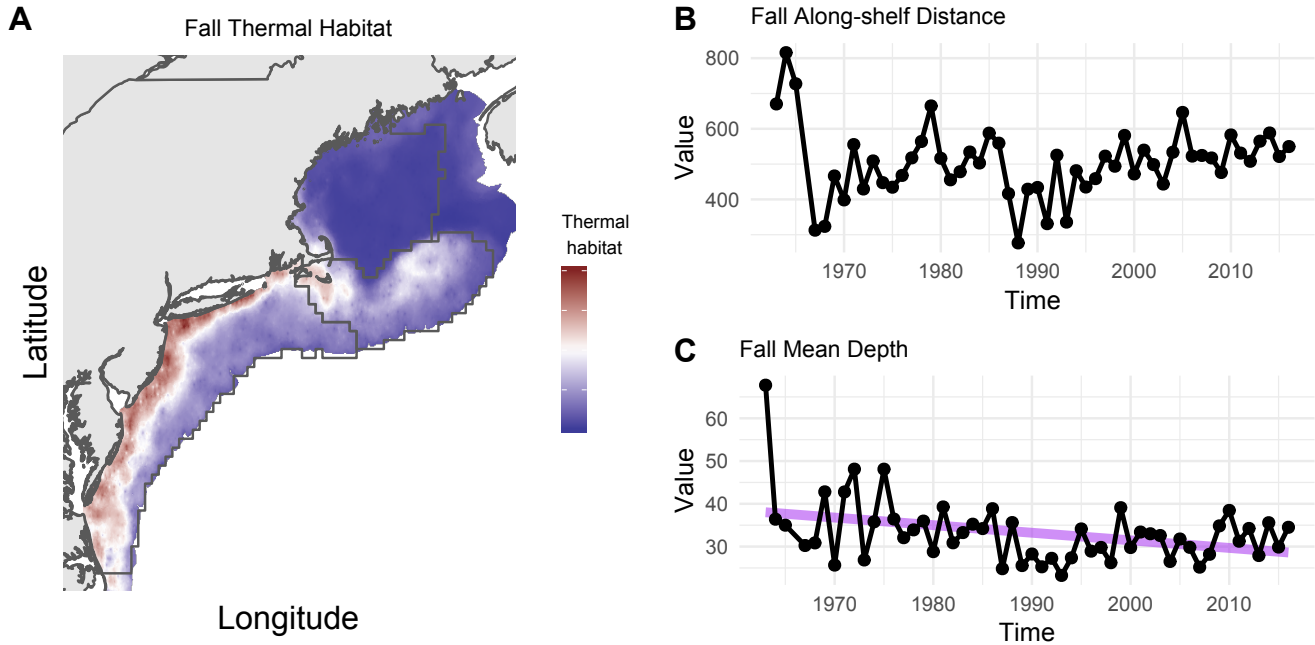 A
Fall Thermal Habitat
Latitude
Longitude
Thermal
habitat
B
Fall Along-shelf Distance
Value
800
600
400
1970
1980
1990
2000
2010
Time
C
Fall Mean Depth
Value
60
50
40
30
1970
1980
1990
2000
2010
Time